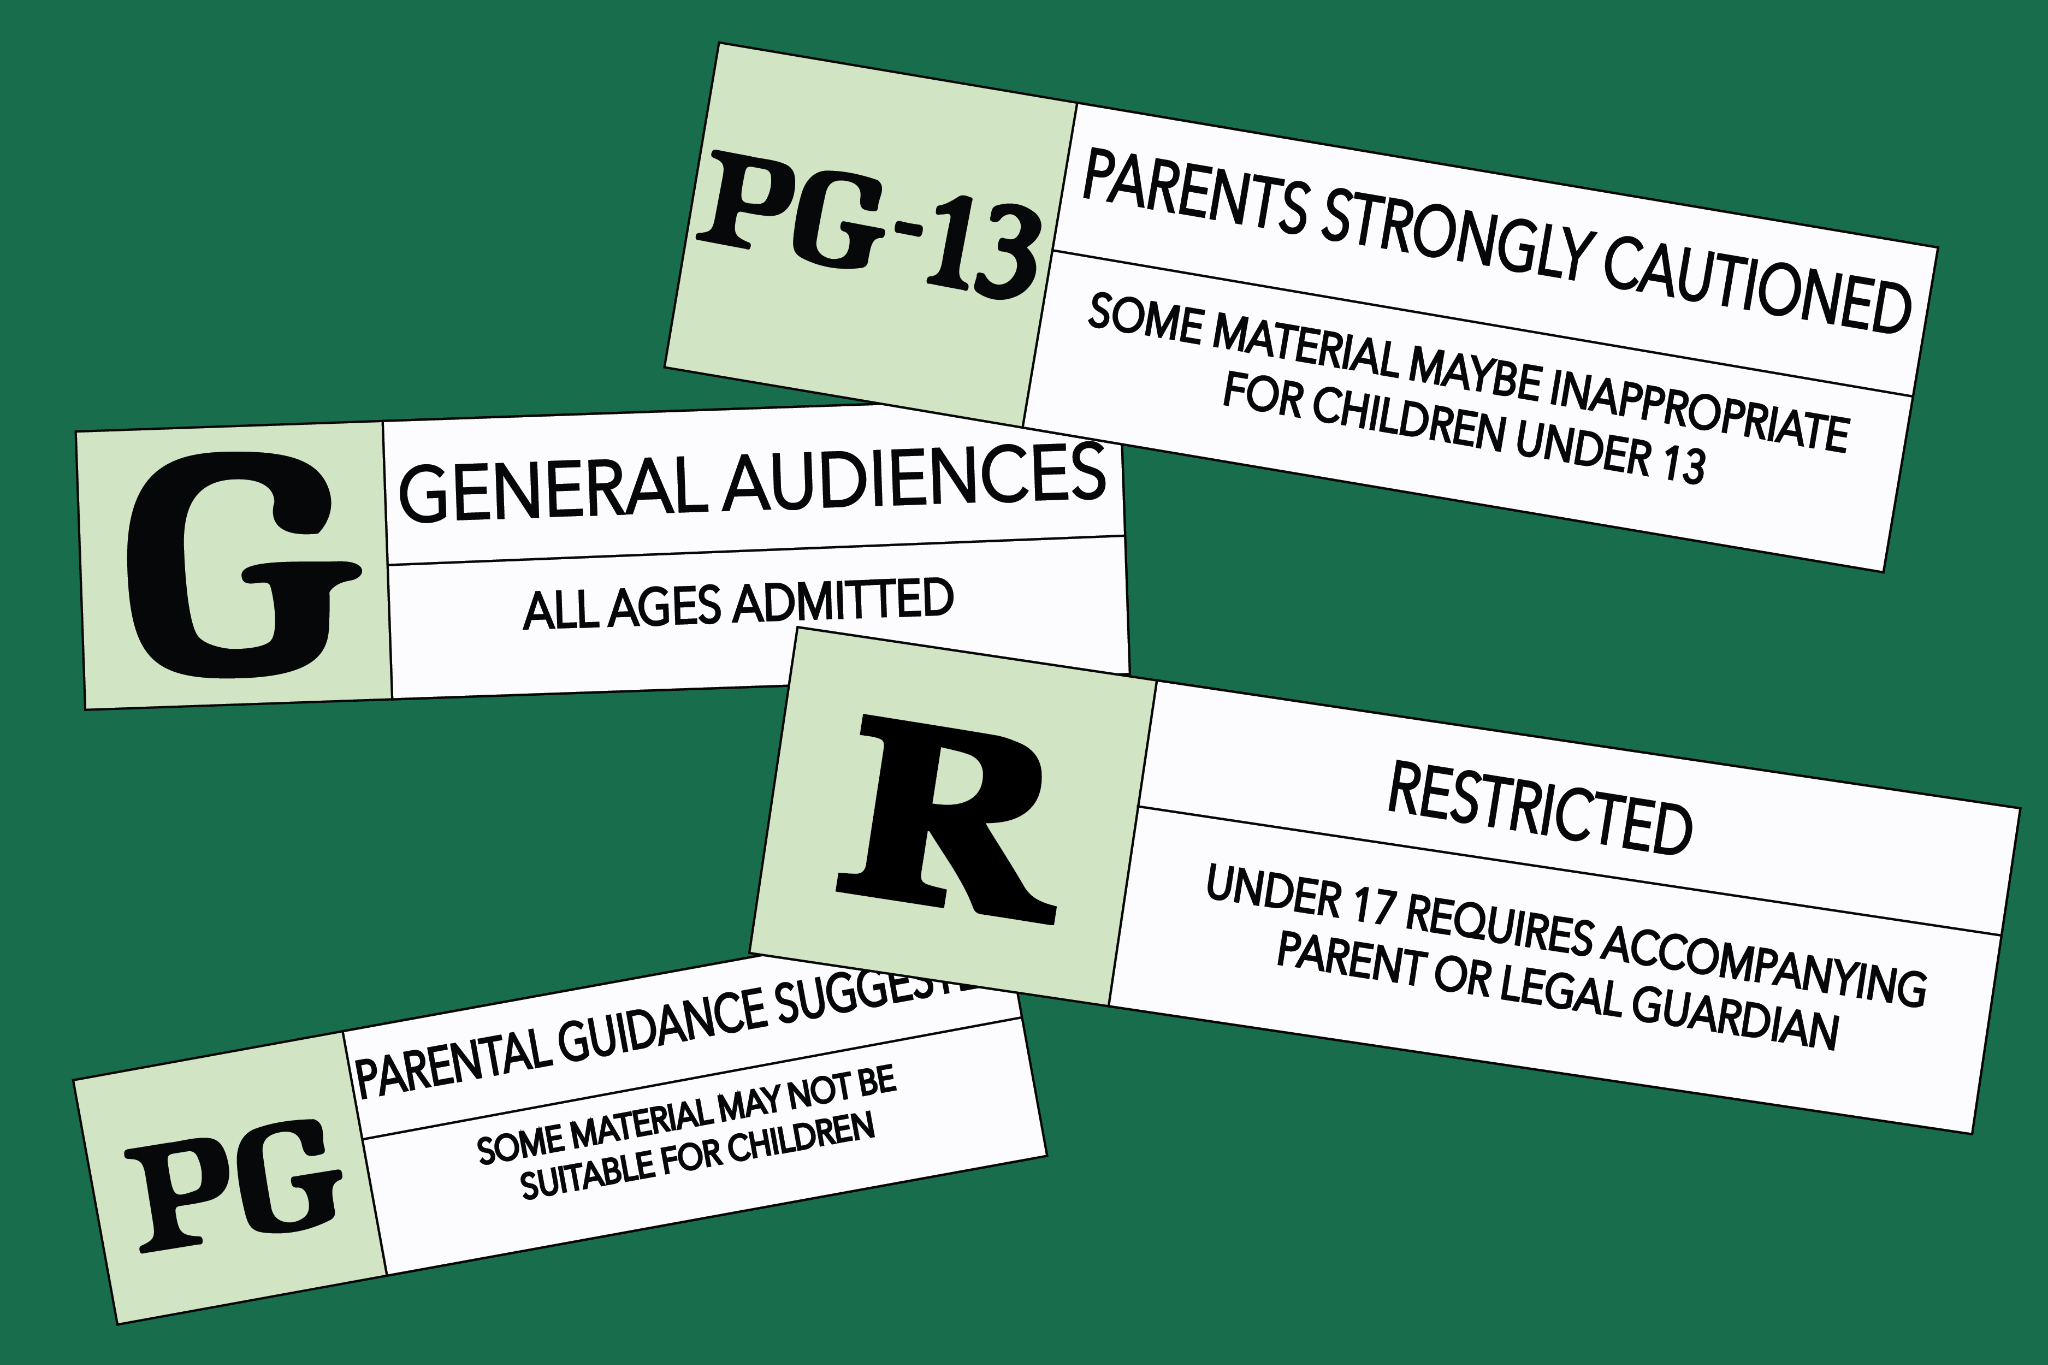 PG-13
PARENTS STRONGLY CAUTIONED
SOME MATERIAL MAYBE INAPPROPRIATE
FOR CHILDREN UNDER 13
G
GENERAL AUDIENCES
ALL AGES ADMITTED
R
RESTRICTED
UNDER 17 REQUIRES ACCOMPANYING
PARENT OR LEGAL GUARDIAN
PG
PARENTAL GUIDANCE
SOME MATERIAL MAY NOT BE
SUITABLE FOR CHILDREN